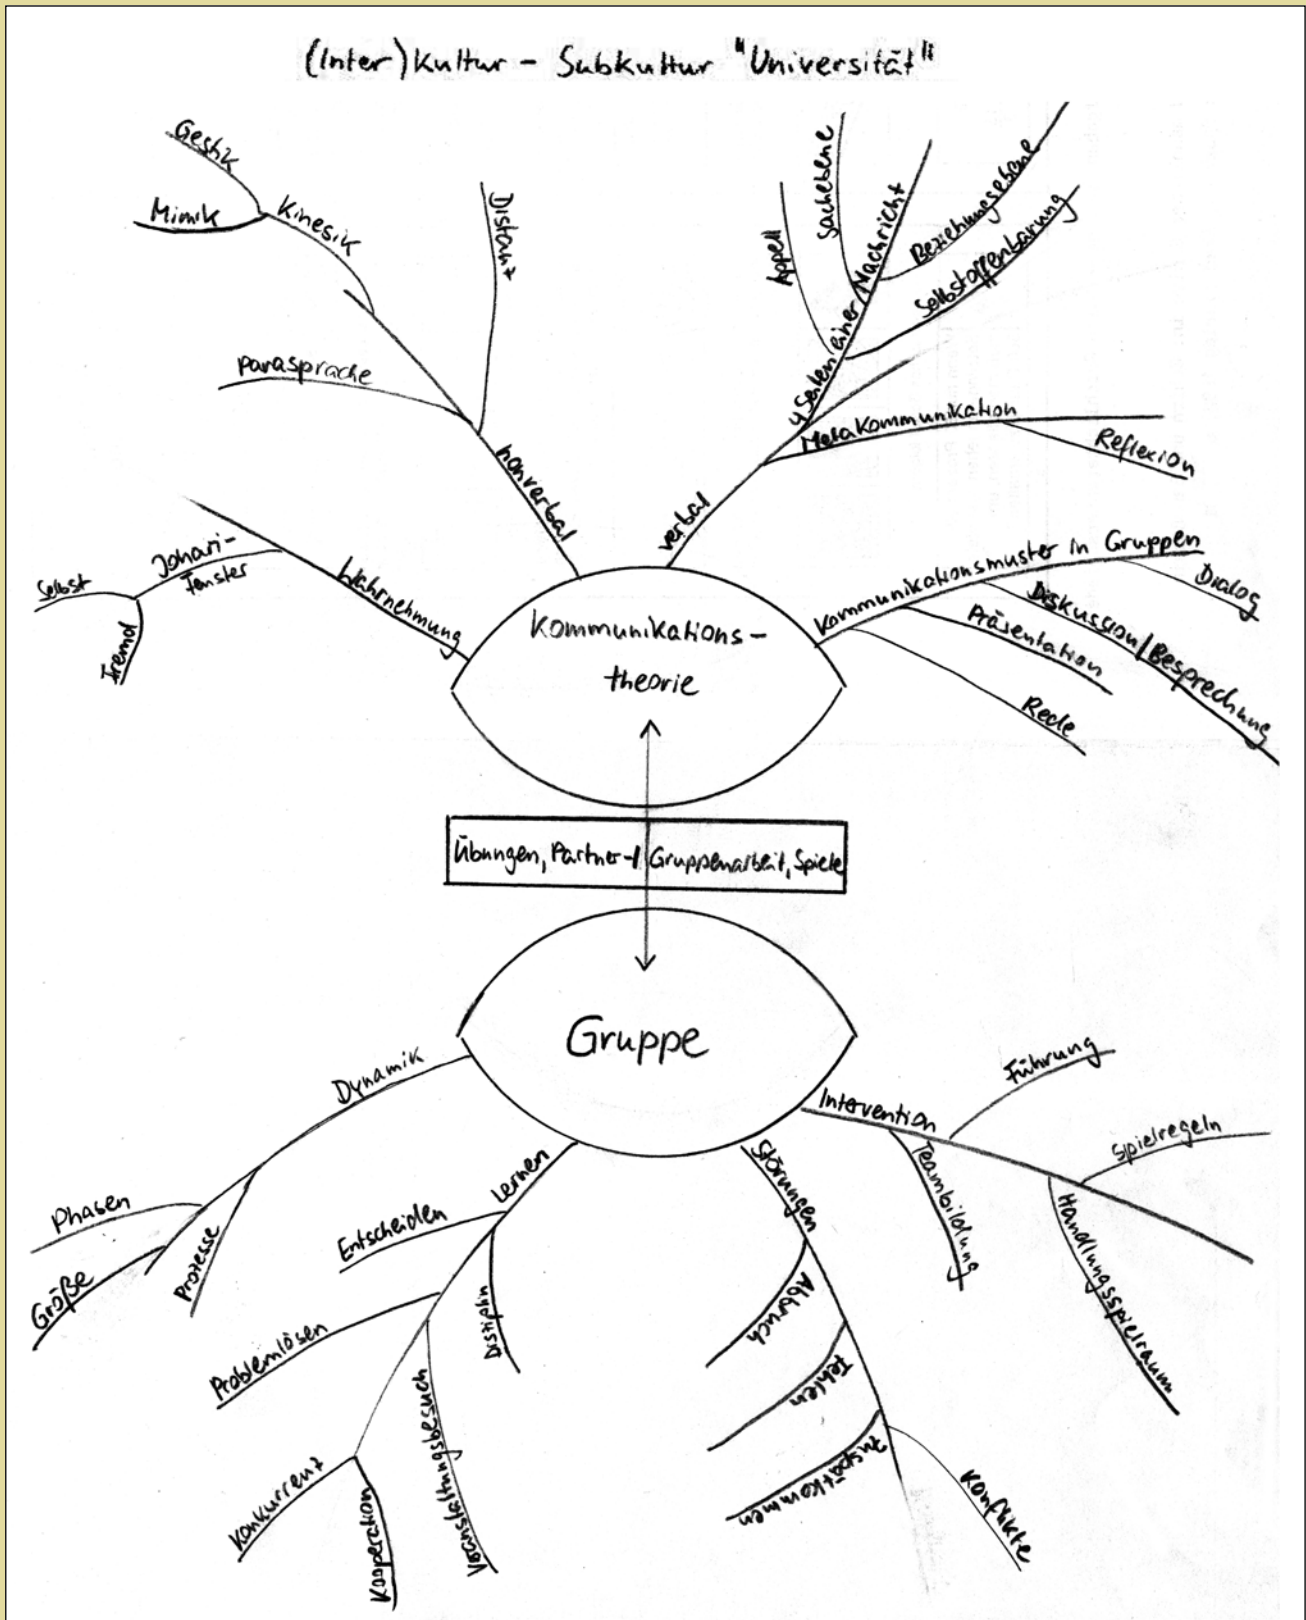 (Inter)Kultur - Subkultur "Universität"
Gestik
Mimik
Kinesik
Distanz
Parasprache
nonverbal
Appell
Sachebene
4 Seiten einer Nachricht
Beziehungsebene
Selbstoffenbarung
Metakommunikation
Reflexion
verbal
Wahrnehmung
Johari-
Fenster
Selbst
Fremd
Kommunikationsmuster in Gruppen
Dialog
Diskussion/Besprechung
Präsentation
Rede
Kommunikations-
theorie
Übungen, Partner-/Gruppenarbeit, Spiele
Gruppe
Dynamik
Phasen
Größe
Prozesse
Lernen
Entscheiden
Disziplin
Problemlösen
Veranstaltungsbesuch
Konkurrenz
Kooperation
Störungen
Abbruch
Fehlen
Zuspätkommen
Konflikte
Intervention
Führung
Teambildung
Spielregeln
Handlungsspielraum